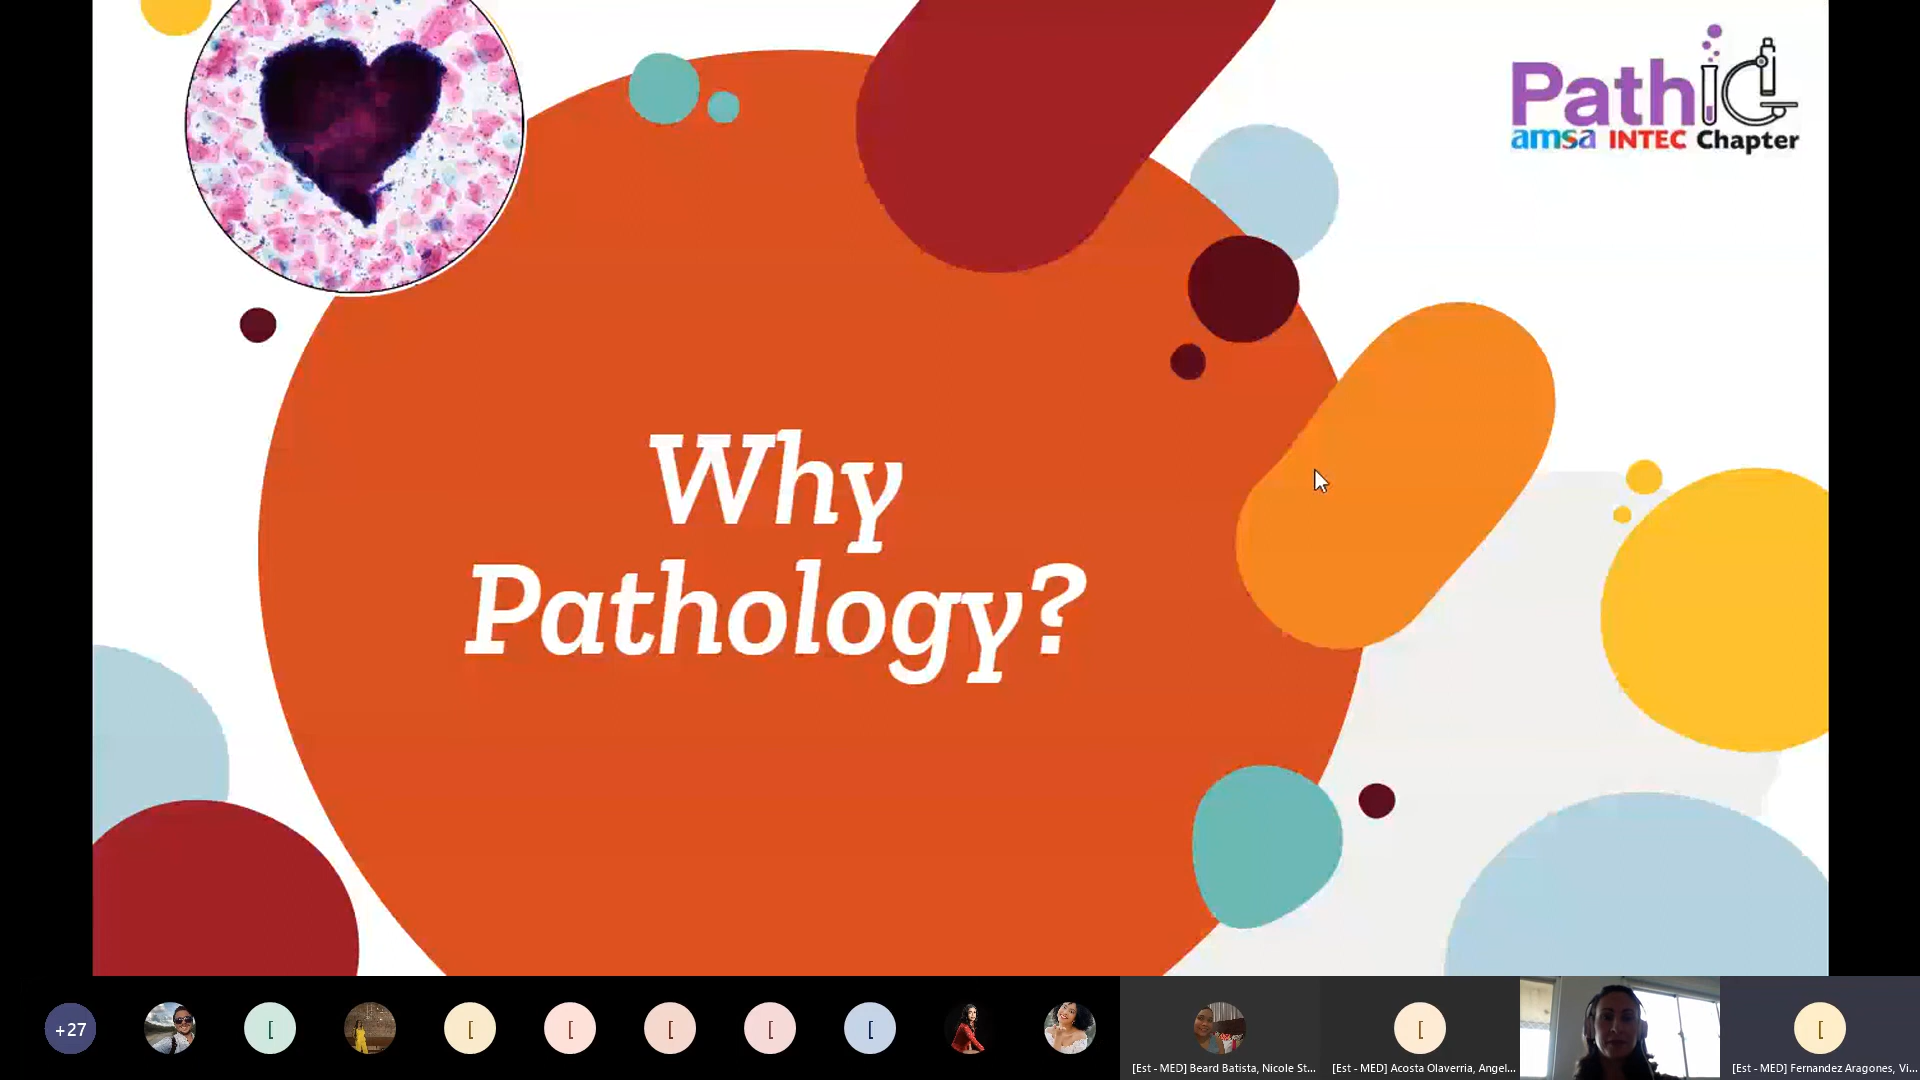 PathIG
amsa INTEC Chapter
Why
Pathology?
+27
[
[
[
[
[
[
[
[
[Est - MED] Beard Batista, Nicole St...
[Est - MED] Acosta Olaverria, Angel...
[Est - MED] Fernandez Aragones, Vi...